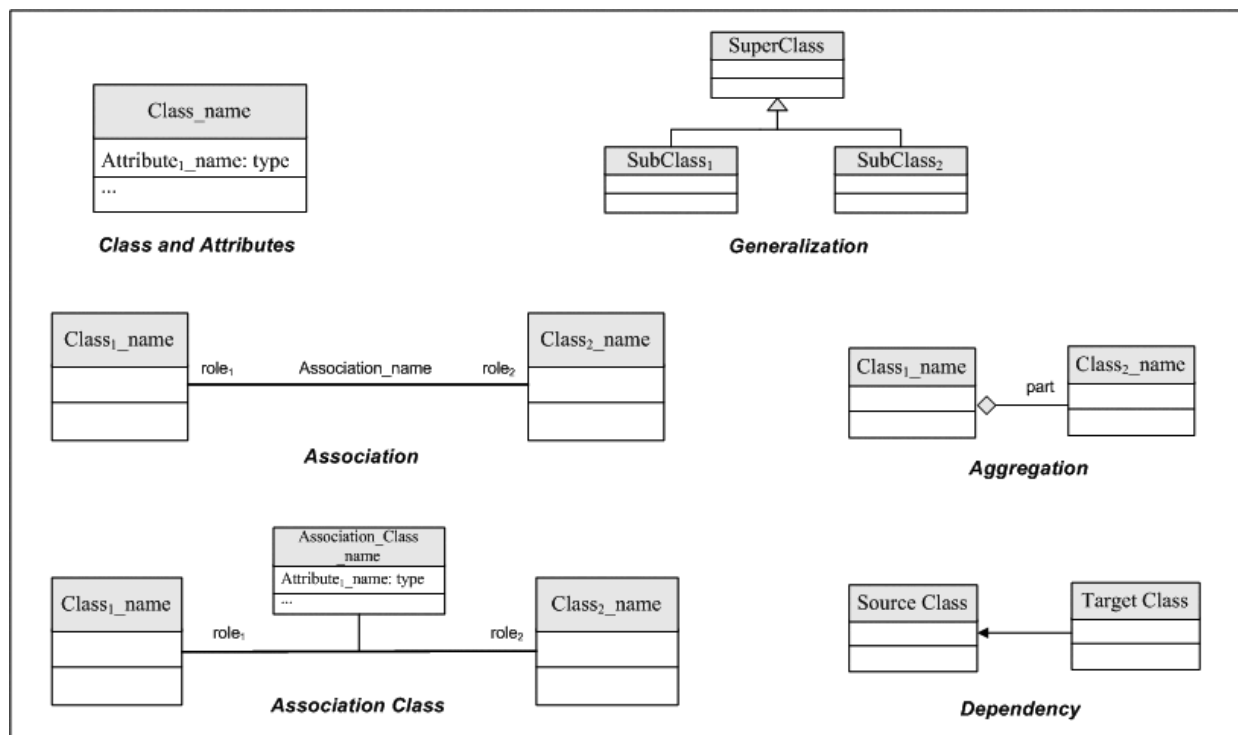 SuperClass
Class_name
Attribute₁_name: type
...
SubClass₁
SubClass₂
Class and Attributes
Generalization
Class₁_name
role₁
Association_name
role₂
Class₂_name
Association
Class₁_name
part
Class₂_name
Aggregation
Association_Class
_name
Attribute₁_name: type
...
Class₁_name
role₁
role₂
Class₂_name
Association Class
Source Class
Target Class
Dependency